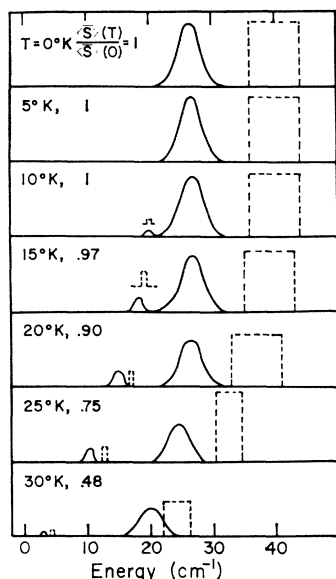 T=0°K <S>(T)/<S>(0)=1
5°K, 1
10°K, 1
15°K, .97
20°K, .90
25°K, .75
30°K, .48
0 10 20 30 40
Energy (cm⁻¹)